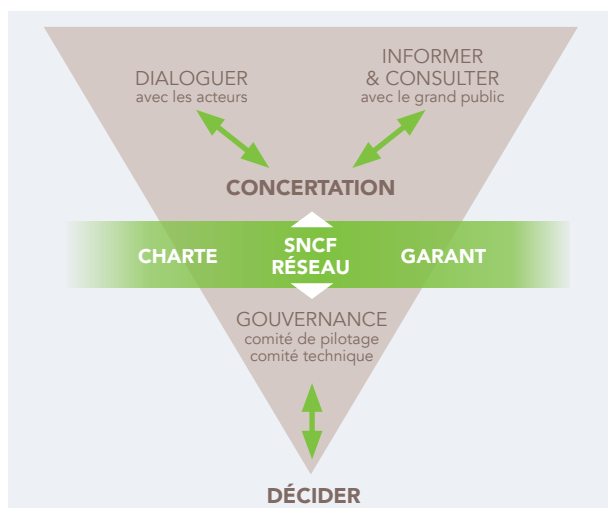 DIALOGUER
avec les acteurs
INFORMER
& CONSULTER
avec le grand public
CONCERTATION
CHARTE
SNCF
RÉSEAU
GARANT
GOUVERNANCE
comité de pilotage
comité technique
DÉCIDER